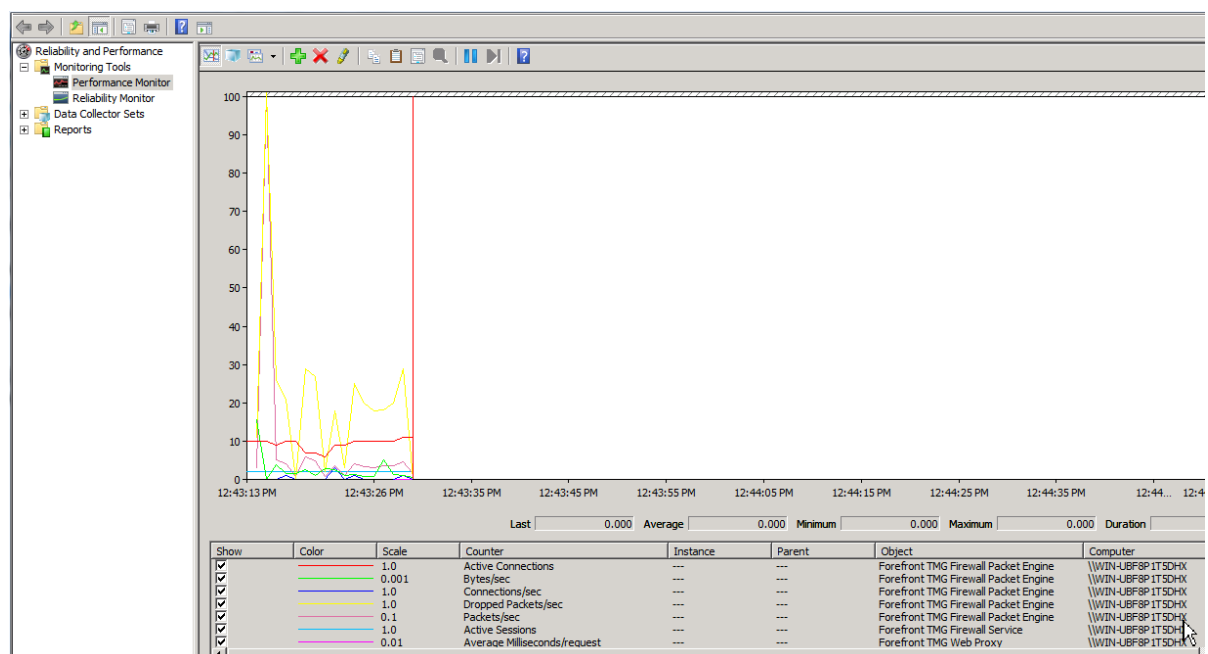 Reliability and Performance
Monitoring Tools
Performance Monitor
Reliability Monitor
Data Collector Sets
Reports
100
90
80
70
60
50
40
30
20
10
0
12:43:13 PM 12:43:26 PM 12:43:35 PM 12:43:45 PM 12:43:55 PM 12:44:05 PM 12:44:15 PM 12:44:25 PM 12:44:35 PM 12:44... 12:4
Last 0.000 Average 0.000 Minimum 0.000 Maximum 0.000 Duration
Show Color Scale Counter Instance Parent Object Computer
1.0 Active Connections --- --- Forefront TMG Firewall Packet Engine \\WIN-UBF8P1T5DHX
0.001 Bytes/sec --- --- Forefront TMG Firewall Packet Engine \\WIN-UBF8P1T5DHX
1.0 Connections/sec --- --- Forefront TMG Firewall Packet Engine \\WIN-UBF8P1T5DHX
1.0 Dropped Packets/sec --- --- Forefront TMG Firewall Packet Engine \\WIN-UBF8P1T5DHX
0.1 Packets/sec --- --- Forefront TMG Firewall Packet Engine \\WIN-UBF8P1T5DHX
1.0 Active Sessions --- --- Forefront TMG Firewall Service \\WIN-UBF8P1T5DHX
0.01 Average Milliseconds/request --- --- Forefront TMG Web Proxy \\WIN-UBF8P1T5DHX